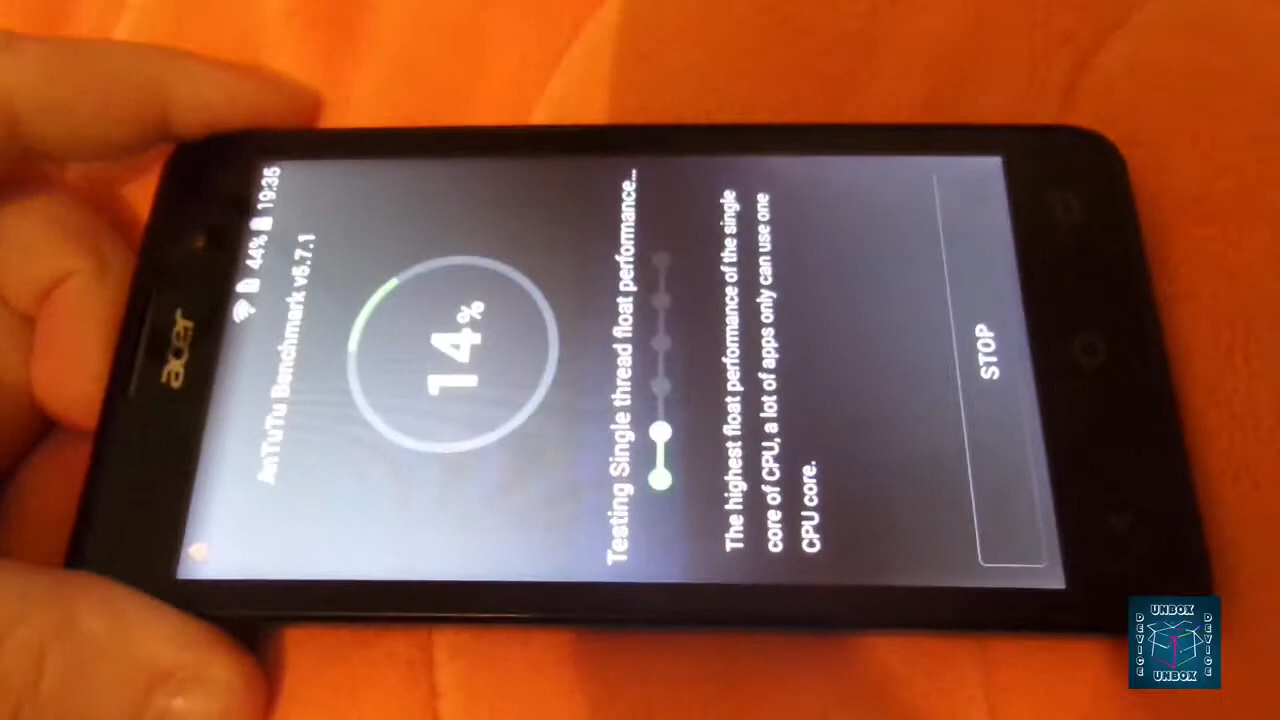 acer
44% 19:35
AnTuTu Benchmark v5.7.1
14%
Testing Single thread float performance...
The highest float performance of the single
core of CPU, a lot of apps only can use one
CPU core.
STOP
UNBOX
DEVICE
DEVICE
UNBOX